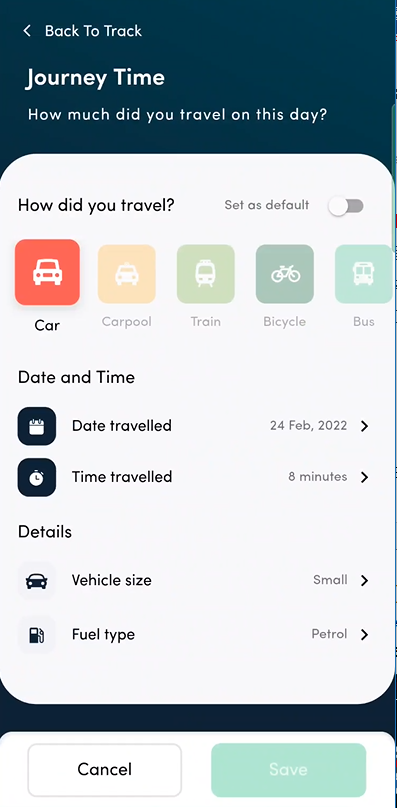 Back To Track
Journey Time
How much did you travel on this day?
How did you travel? Set as default
Car Carpool Train Bicycle Bus
Date and Time
Date travelled 24 Feb, 2022
Time travelled 8 minutes
Details
Vehicle size Small
Fuel type Petrol
Cancel Save